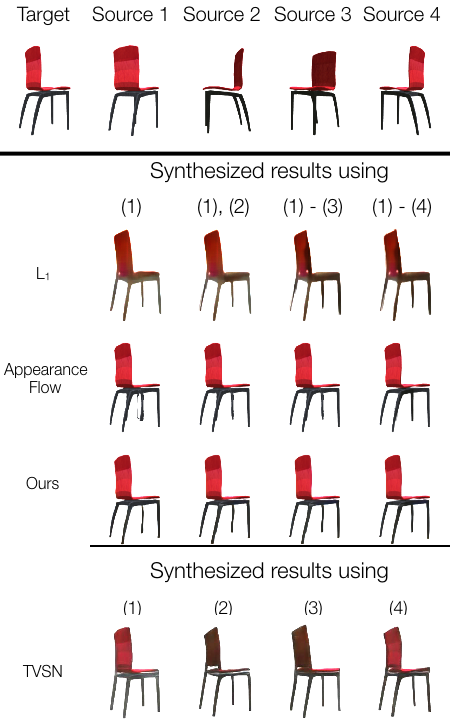 Target Source 1 Source 2 Source 3 Source 4
Synthesized results using
(1) (1), (2) (1) - (3) (1) - (4)
L₁
Appearance
Flow
Ours
Synthesized results using
(1) (2) (3) (4)
TVSN